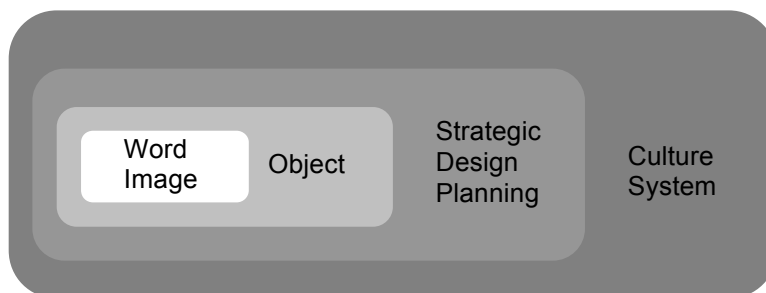 Word
Image
Object
Strategic
Design
Planning
Culture
System